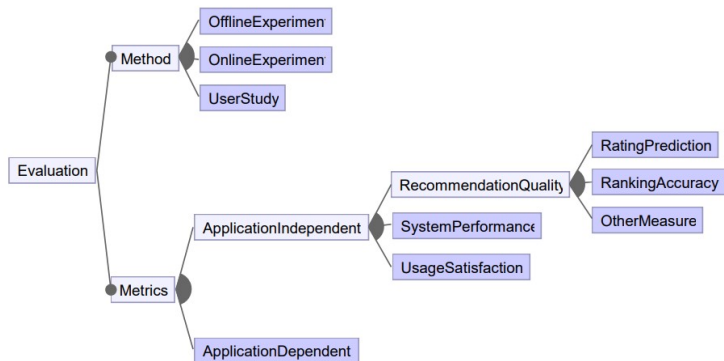 OfflineExperimen
Method
OnlineExperimen
UserStudy
Evaluation
RatingPrediction
RecommendationQuality
RankingAccuracy
ApplicationIndependent
SystemPerformance
OtherMeasure
UsageSatisfaction
Metrics
ApplicationDependent